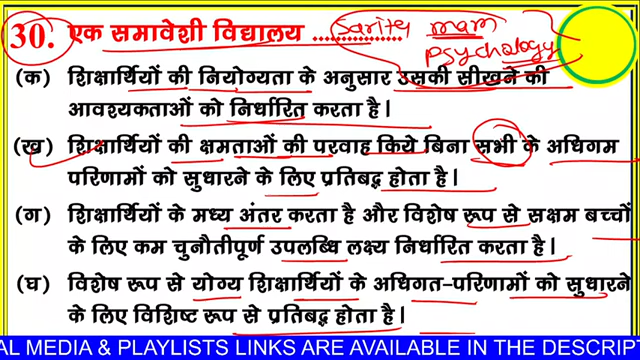 30. एक समावेशी विद्यालय ..................
Sarita mam
psychology
(क) शिक्षार्थियों की नियोग्यता के अनुसार उसकी सीखने की
आवश्यकताओं को निर्धारित करता है।
(ख) शिक्षार्थियों की क्षमताओं की परवाह किये बिना सभी के अधिगम
परिणामों को सुधारने के लिए प्रतिबद्ध होता है।
(ग) शिक्षार्थियों के मध्य अंतर करता है और विशेष रूप से सक्षम बच्चों
के लिए कम चुनौतीपूर्ण उपलब्धि लक्ष्य निर्धारित करता है।
(घ) विशेष रूप से योग्य शिक्षार्थियों के अधिगत-परिणामों को सुधारने
के लिए विशिष्ट रूप से प्रतिबद्ध होता है।
AL MEDIA & PLAYLISTS LINKS ARE AVAILABLE IN THE DESCRIP